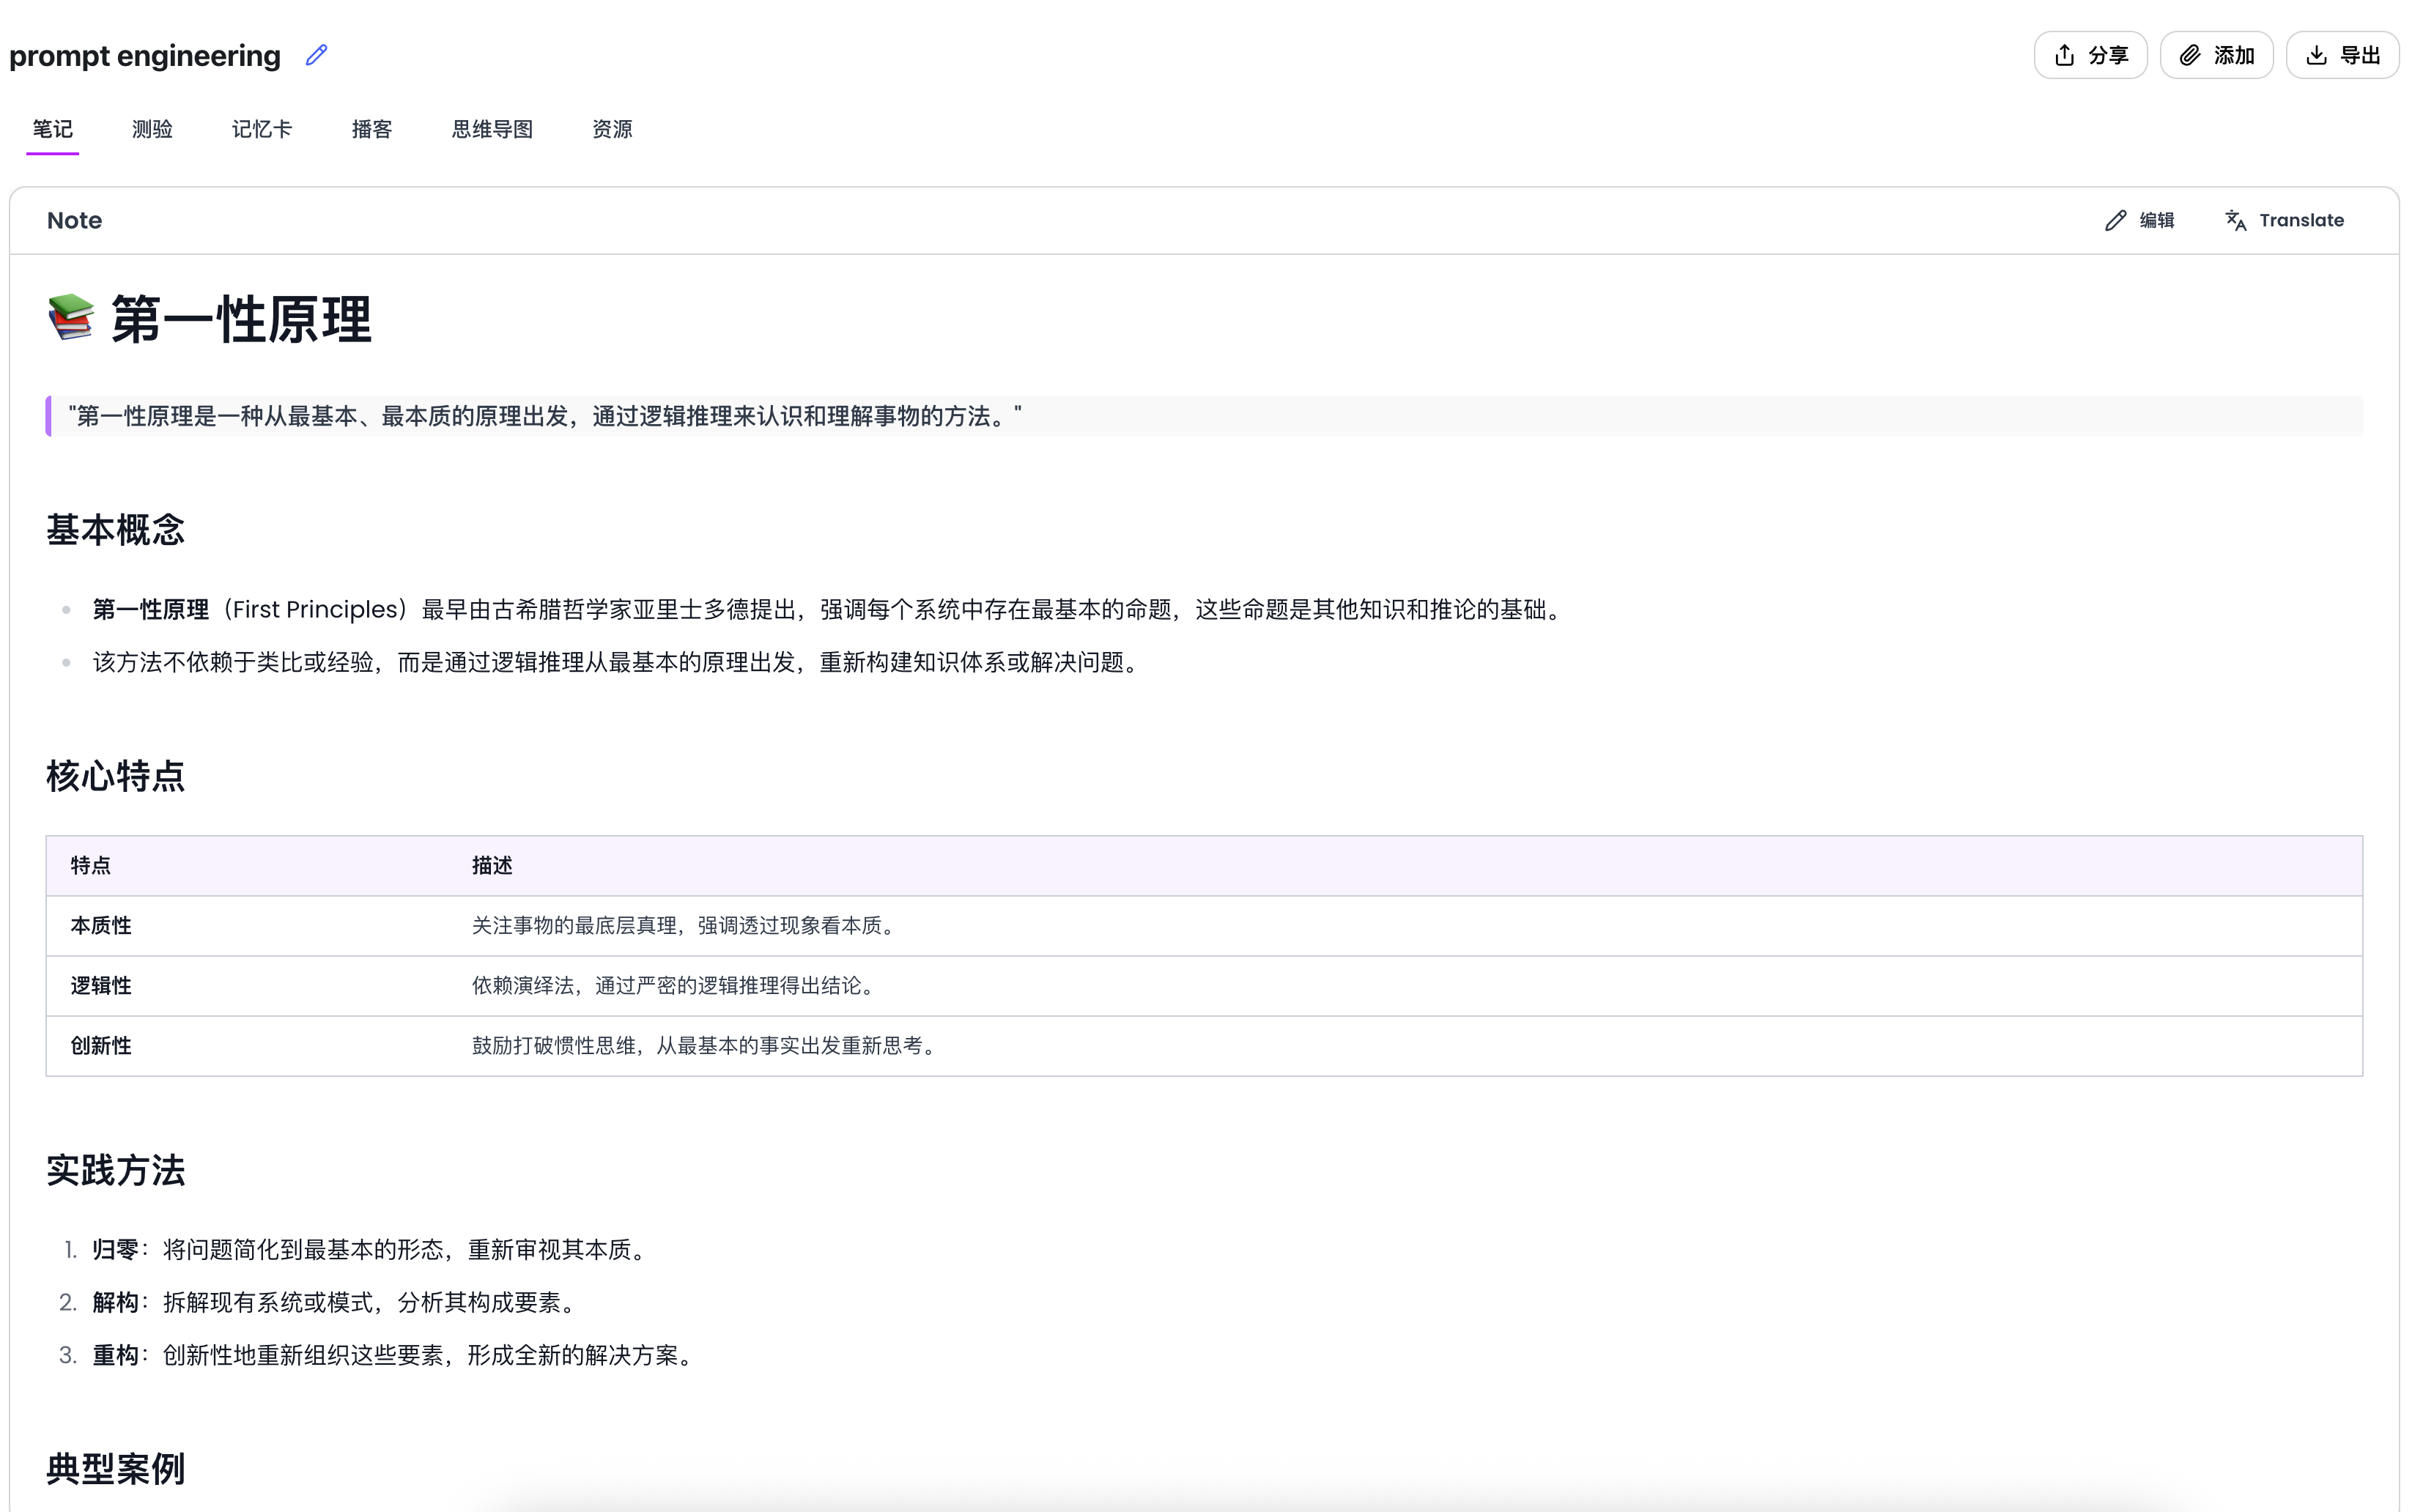 prompt engineering
分享
添加
导出
笔记
测验
记忆卡
播客
思维导图
资源
Note
编辑
Translate
第一性原理
"第一性原理是一种从最基本、最本质的原理出发，通过逻辑推理来认识和理解事物的方法。"
基本概念
第一性原理（First Principles）最早由古希腊哲学家亚里士多德提出，强调每个系统中存在最基本的命题，这些命题是其他知识和推论的基础。
该方法不依赖于类比或经验，而是通过逻辑推理从最基本的原理出发，重新构建知识体系或解决问题。
核心特点
特点 描述
本质性 关注事物的最底层真理，强调透过现象看本质。
逻辑性 依赖演绎法，通过严密的逻辑推理得出结论。
创新性 鼓励打破惯性思维，从最基本的事实出发重新思考。
实践方法
1. 归零：将问题简化到最基本的形态，重新审视其本质。
2. 解构：拆解现有系统或模式，分析其构成要素。
3. 重构：创新性地重新组织这些要素，形成全新的解决方案。
典型案例